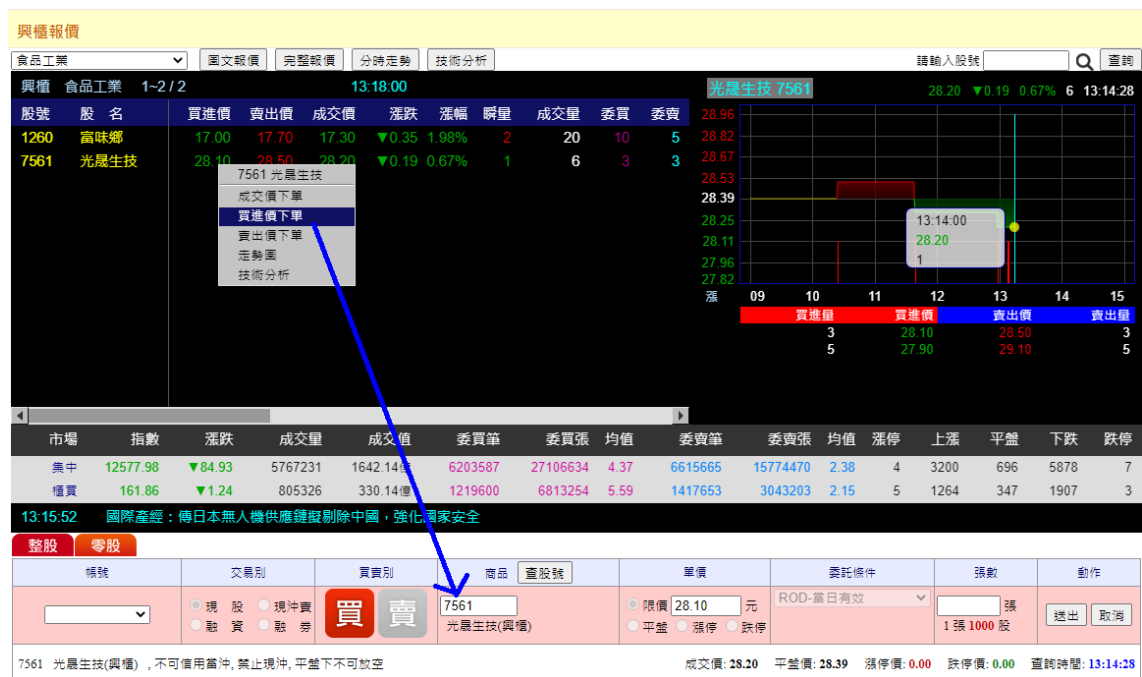 興櫃報價
食品工業 圖文報價 完整報價 分時走勢 技術分析 請輸入股號 查詢
興櫃 食品工業 1~2 / 2 13:18:00
股號 股 名 買進價 賣出價 成交價 漲跌 漲幅 瞬量 成交量 委買 委賣
1260 富味鄉 17.00 17.70 17.30 ▼0.35 1.98% 2 20 10 5
7561 光晟生技 28.10 28.50 28.20 ▼0.19 0.67% 1 6 3 3
7561 光晟生技
成交價下單
買進價下單
賣出價下單
走勢圖
技術分析
光晟生技 7561 28.20 ▼0.19 0.67% 6 13:14:28
28.96
28.82
28.67
28.53
28.39
28.25
28.11
27.96
27.82
13:14:00
28.20
1
漲 09 10 11 12 13 14 15
買進量 買進價 賣出價 賣出量
3 28.10 28.50 3
5 27.90 29.10 5
市場 指數 漲跌 成交量 成交值 委買筆 委買張 均值 委賣筆 委賣張 均值 漲停 上漲 平盤 下跌 跌停
集中 12577.98 ▼84.93 5767231 1642.14億 6203587 27106634 4.37 6615665 15774470 2.38 4 3200 696 5878 7
櫃買 161.86 ▼1.24 805326 330.14億 1219600 6813254 5.59 1417653 3043203 2.15 5 1264 347 1907 3
13:15:52 國際產經：傳日本無人機供應鏈擬剔除中國，強化國家安全
整股 零股
帳號 交易別 買賣別 商品 查股號 單價 委託條件 張數 動作
現 股 現沖賣 買 賣 7561 限價 28.10 元 ROD-當日有效 張 送出 取消
融 資 融 券 光晟生技(興櫃) 平盤 漲停 跌停 1 張 1000 股
7561 光晟生技(興櫃) , 不可信用當沖, 禁止現沖, 平盤下不可放空 成交價: 28.20 平盤價: 28.39 漲停價: 0.00 跌停價: 0.00 查詢時間: 13:14:28